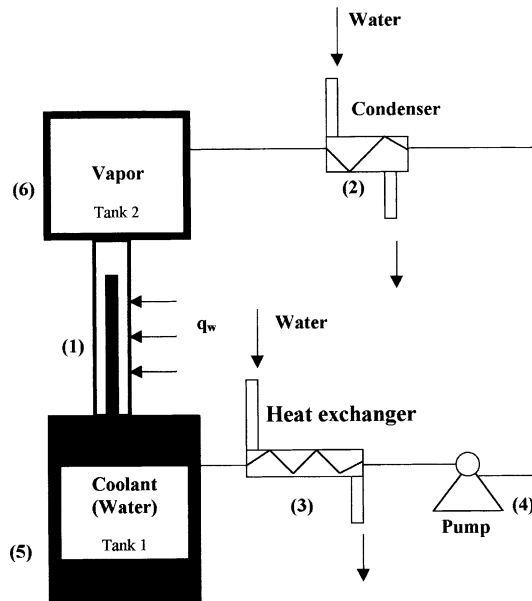 Water
Condenser
Vapor
(6)
(2)
Tank 2
q_w
Water
(1)
Heat exchanger
Coolant
(Water)
(3)
(4)
Pump
Tank 1
(5)